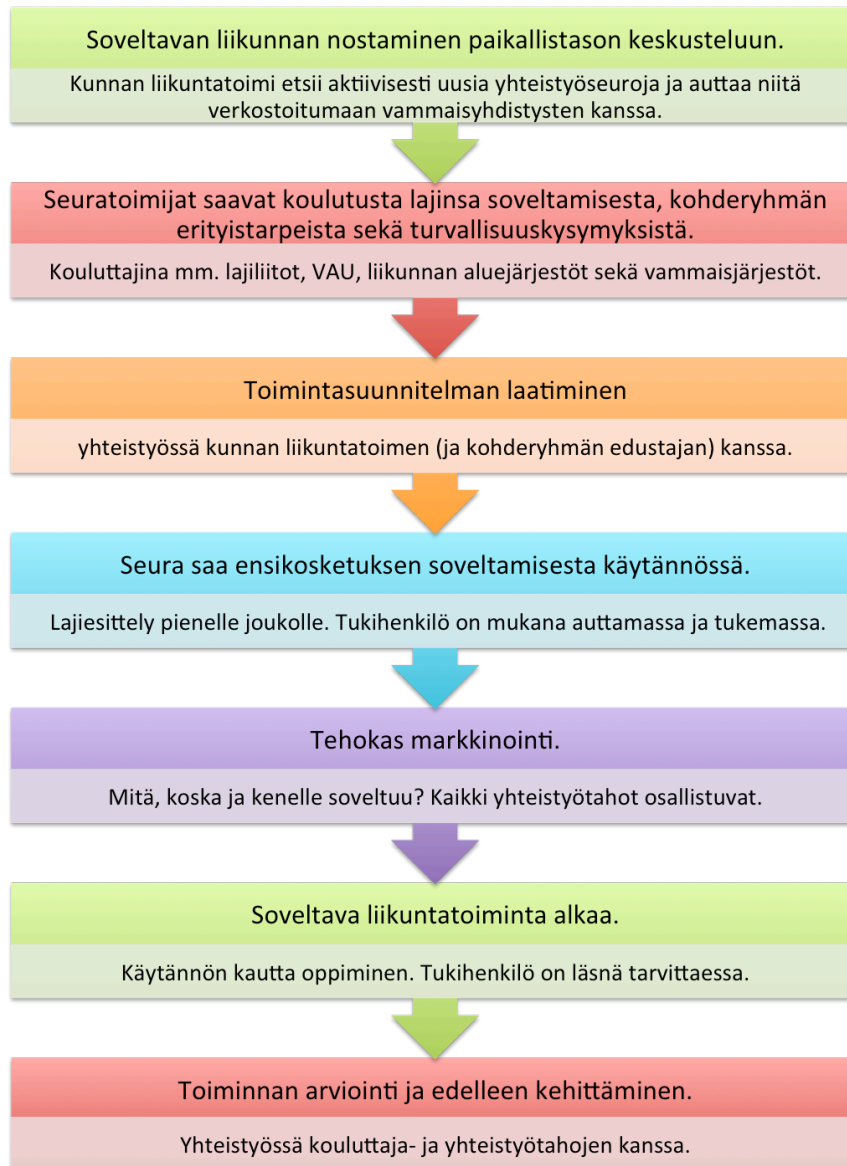 Soveltavan liikunnan nostaminen paikallistason keskusteluun.
Kunnan liikuntatoimi etsii aktiivisesti uusia yhteistyöseuroja ja auttaa niitä
verkostoitumaan vammaisyhdistysten kanssa.
Seuratoimijat saavat koulutusta lajinsa soveltamisesta, kohderyhmän
erityistarpeista sekä turvallisuuskysymyksistä.
Kouluttajina mm. lajiliitot, VAU, liikunnan aluejärjestöt sekä vammaisjärjestöt.
Toimintasuunnitelman laatiminen
yhteistyössä kunnan liikuntatoimen (ja kohderyhmän edustajan) kanssa.
Seura saa ensikosketuksen soveltamisesta käytännössä.
Lajiesittely pienelle joukolle. Tukihenkilö on mukana auttamassa ja tukemassa.
Tehokas markkinointi.
Mitä, koska ja kenelle soveltuu? Kaikki yhteistyötahot osallistuvat.
Soveltava liikuntatoiminta alkaa.
Käytännön kautta oppiminen. Tukihenkilö on läsnä tarvittaessa.
Toiminnan arviointi ja edelleen kehittäminen.
Yhteistyössä kouluttaja- ja yhteistyötahojen kanssa.